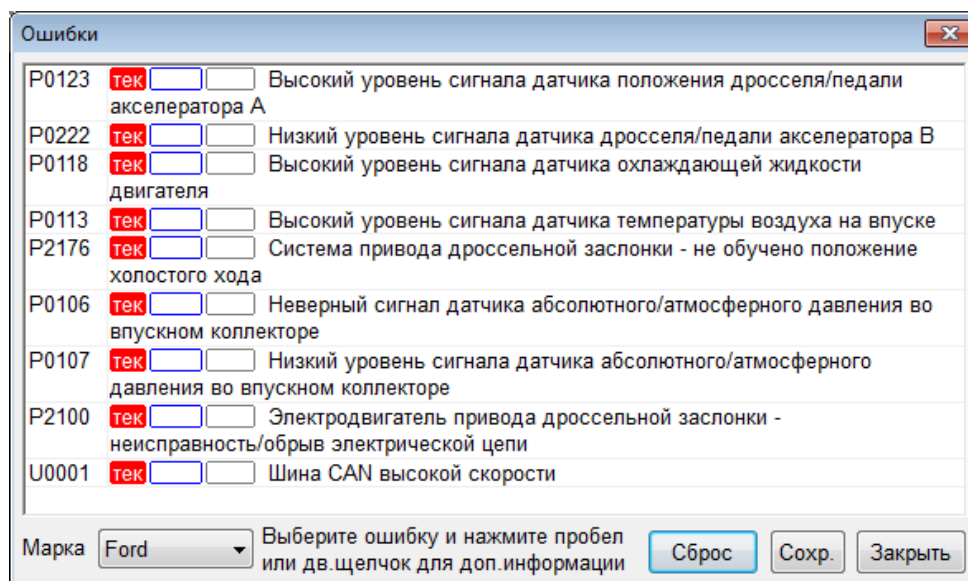 Ошибки
P0123 тек Высокий уровень сигнала датчика положения дросселя/педали
акселератора A
P0222 тек Низкий уровень сигнала датчика дросселя/педали акселератора B
P0118 тек Высокий уровень сигнала датчика охлаждающей жидкости
двигателя
P0113 тек Высокий уровень сигнала датчика температуры воздуха на впуске
P2176 тек Система привода дроссельной заслонки - не обучено положение
холостого хода
P0106 тек Неверный сигнал датчика абсолютного/атмосферного давления во
впускном коллекторе
P0107 тек Низкий уровень сигнала датчика абсолютного/атмосферного
давления во впускном коллекторе
P2100 тек Электродвигатель привода дроссельной заслонки -
неисправность/обрыв электрической цепи
U0001 тек Шина CAN высокой скорости
Марка Ford Выберите ошибку и нажмите пробел
или дв.щелчок для доп.информации Сброс Сохр. Закрыть